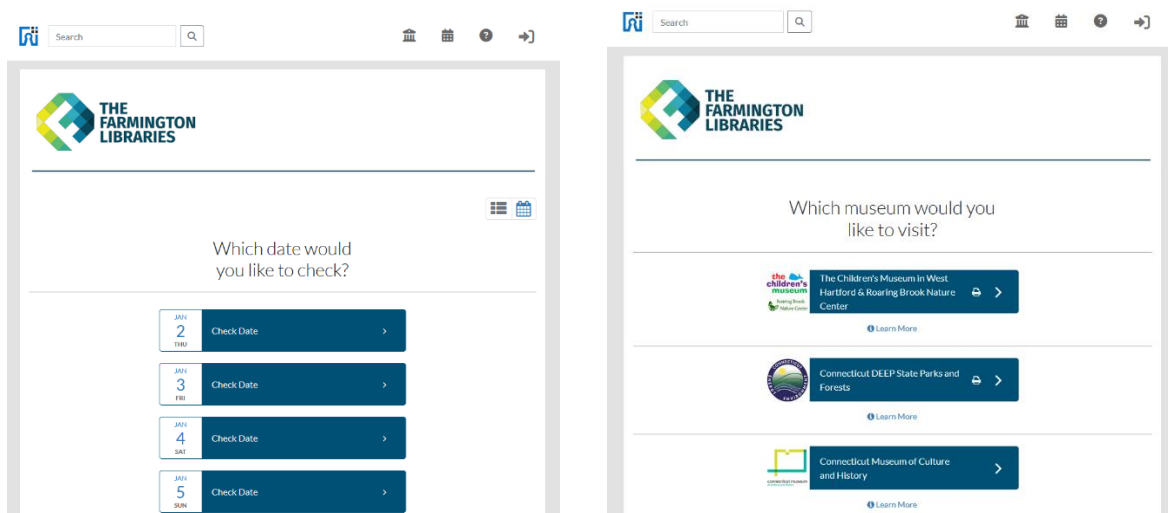 Search
THE
FARMINGTON
LIBRARIES
Which date would
you like to check?
JAN
2
THU
Check Date
JAN
3
FRI
Check Date
JAN
4
SAT
Check Date
JAN
5
SUN
Check Date
Search
THE
FARMINGTON
LIBRARIES
Which museum would you
like to visit?
the
children's
museum
Roaring Brook
Nature Center
The Children's Museum in West
Hartford & Roaring Brook Nature
Center
Learn More
Connecticut DEEP State Parks and
Forests
Learn More
connecticut museum
Connecticut Museum of Culture
and History
Learn More